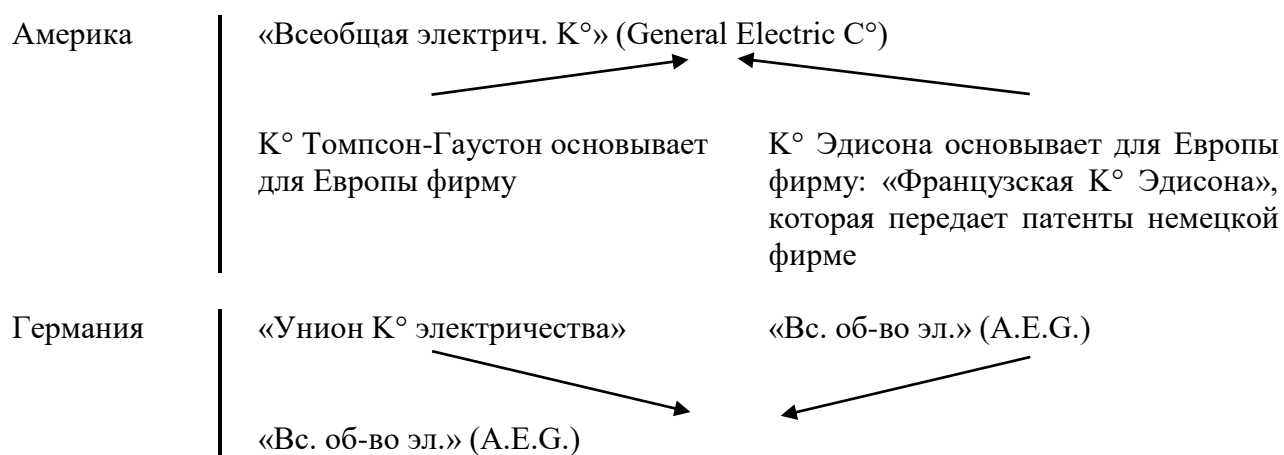 Америка «Всеобщая электрич. K°» (General Electric C°)
K° Томпсон-Гаустон основывает
для Европы фирму
K° Эдисона основывает для Европы
фирму: «Французская K° Эдисона»,
которая передает патенты немецкой
фирме
Германия «Унион K° электричества» «Вс. об-во эл.» (A.E.G.)
«Вс. об-во эл.» (A.E.G.)